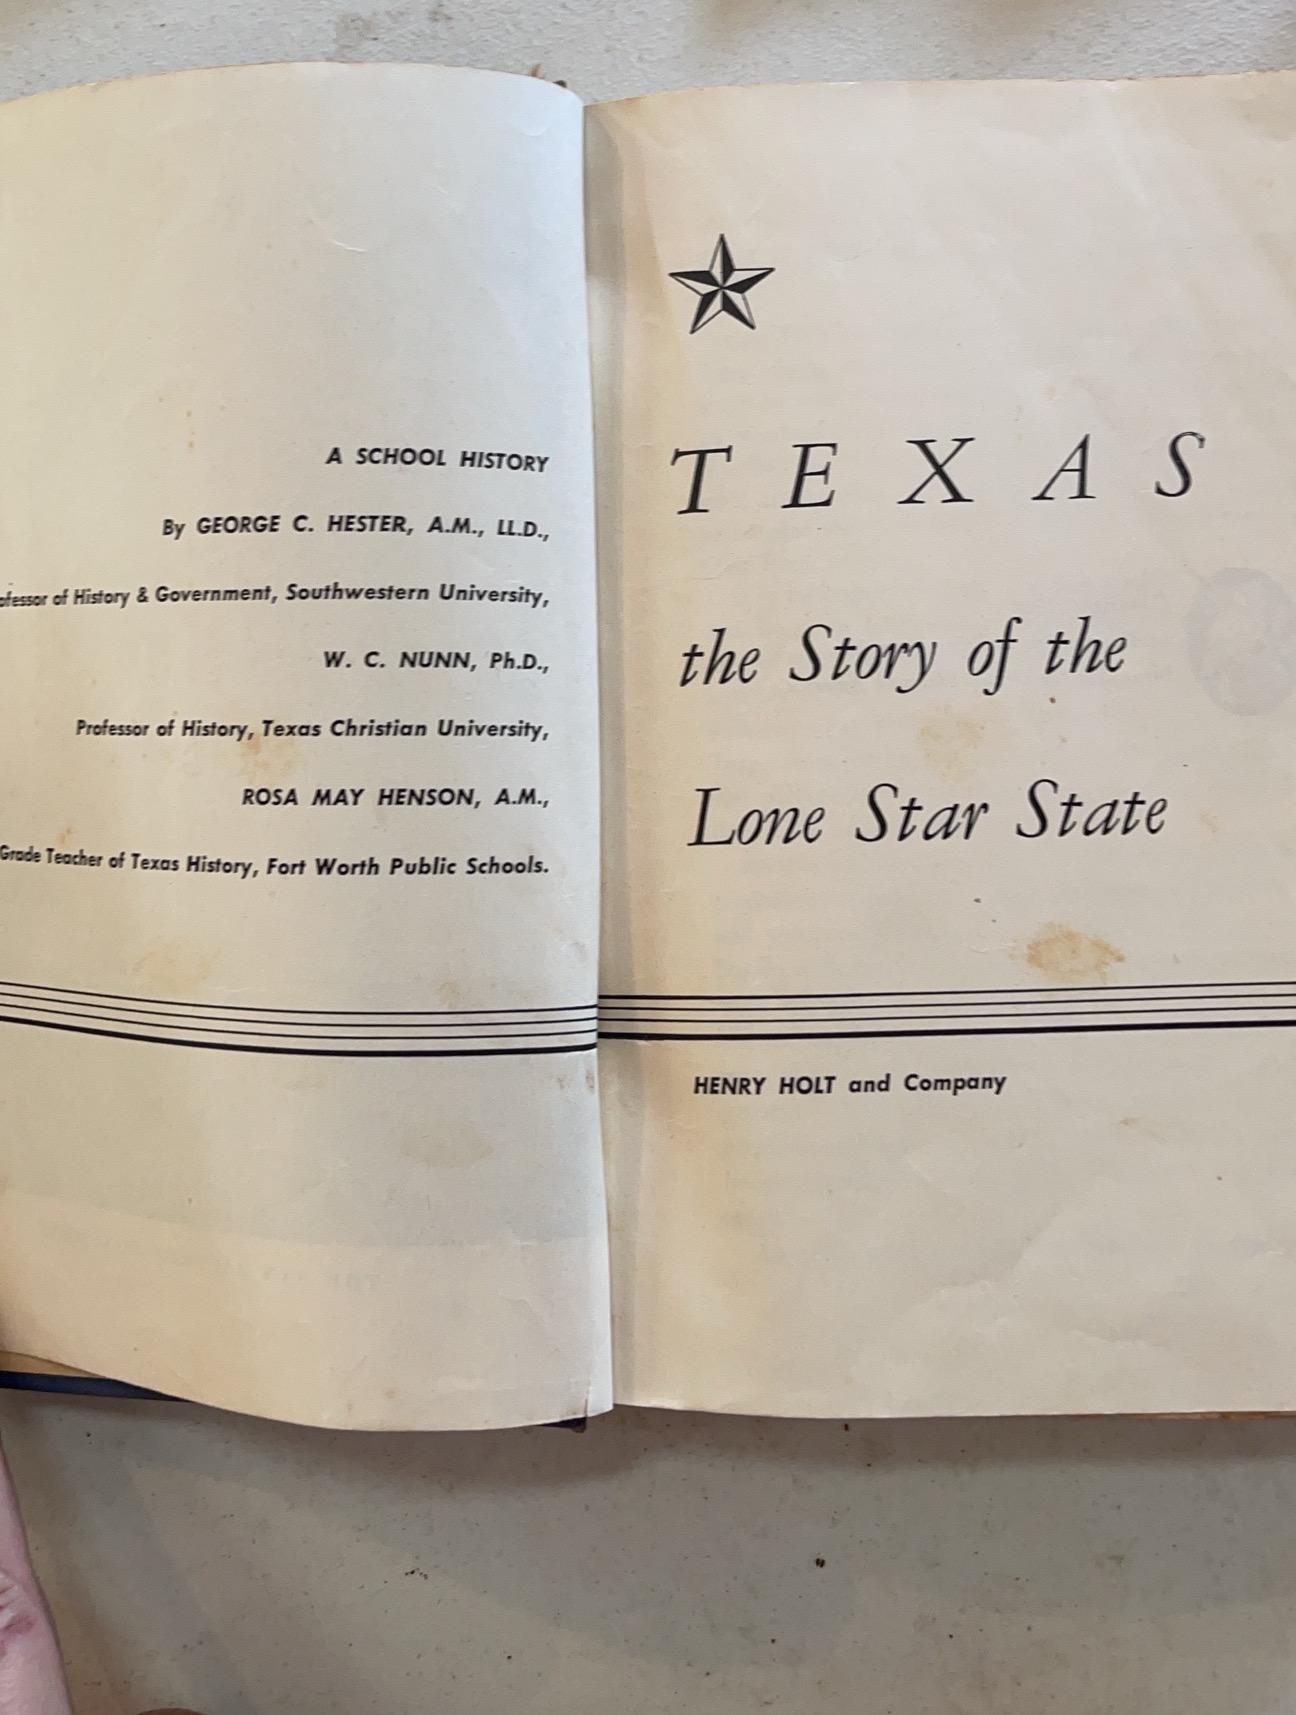 A SCHOOL HISTORY
By GEORGE C. HESTER, A.M., LL.D.,
of History & Government, Southwestern University,
W. C. NUNN, Ph.D.,
Professor of History, Texas Christian University,
ROSA MAY HENSON, A.M.,
Grade Teacher of Texas History, Fort Worth Public Schools.
TEXAS
the Story of the
Lone Star State
HENRY HOLT and Company